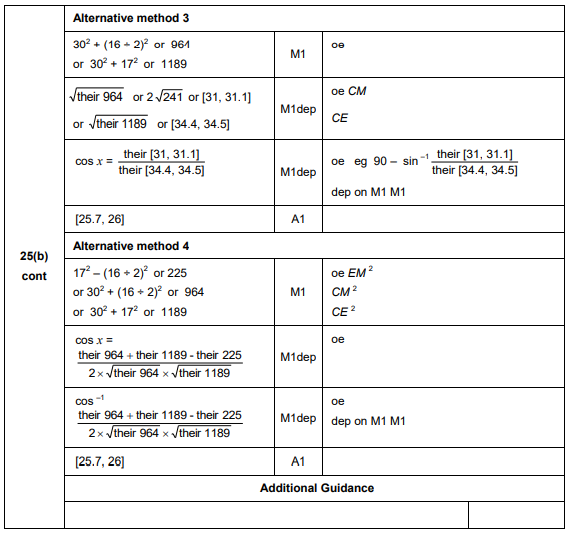 Alternative method 3
30² + (16 ÷ 2)² or 964
or 30² + 17² or 1189
M1
oe
√their 964 or 2√241 or [31, 31.1]
or √their 1189 or [34.4, 34.5]
M1dep
oe CM
CE
cos x = their [31, 31.1] / their [34.4, 34.5]
M1dep
oe eg 90 – sin⁻¹ their [31, 31.1] / their [34.4, 34.5]
dep on M1 M1
[25.7, 26]
A1
25(b)
cont
Alternative method 4
17² – (16 ÷ 2)² or 225
or 30² + (16 ÷ 2)² or 964
or 30² + 17² or 1189
M1
oe EM ²
CM ²
CE ²
cos x =
their 964 + their 1189 - their 225
2 × √their 964 × √their 1189
M1dep
oe
cos⁻¹
their 964 + their 1189 - their 225
2 × √their 964 × √their 1189
M1dep
oe
dep on M1 M1
[25.7, 26]
A1
Additional Guidance